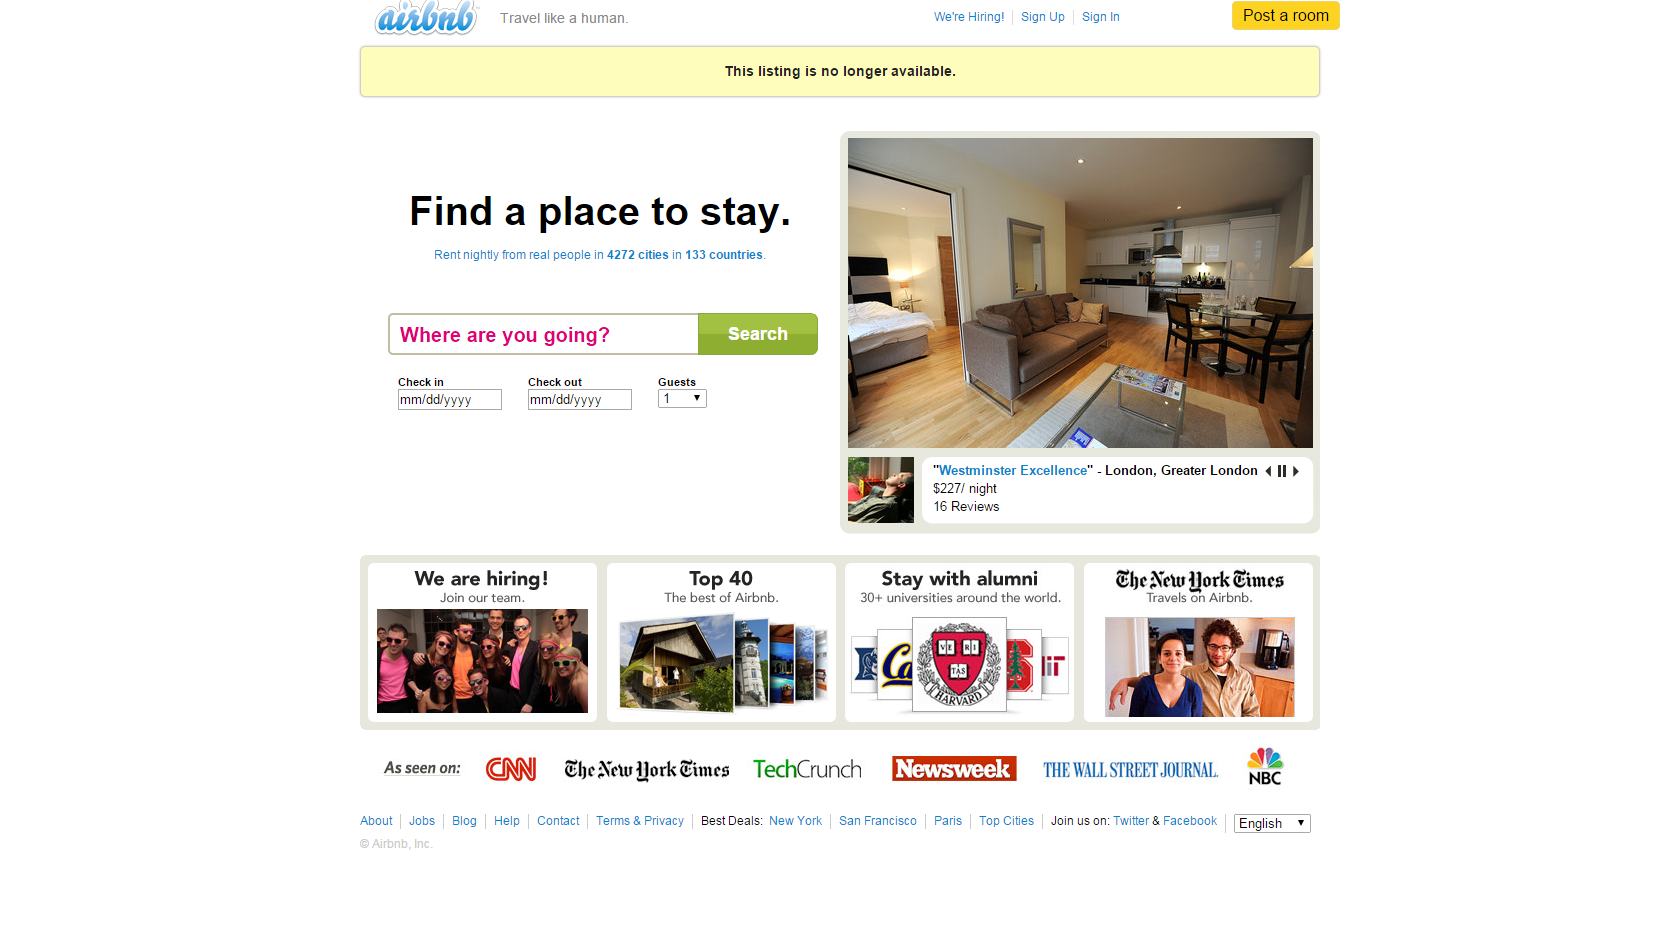 airbnb
Travel like a human.
We're Hiring! Sign Up Sign In
Post a room
This listing is no longer available.
Find a place to stay.
Rent nightly from real people in 4272 cities in 133 countries.
Where are you going? Search
Check in Check out Guests
mm/dd/yyyy mm/dd/yyyy 1
"Westminster Excellence" - London, Greater London
$227/ night
16 Reviews
We are hiring!
Join our team.
Top 40
The best of Airbnb.
Stay with alumni
30+ universities around the world.
VE RI TAS
HARVARD
Cal
The New York Times
Travels on Airbnb.
As seen on: CNN The New York Times TechCrunch Newsweek THE WALL STREET JOURNAL. NBC
About Jobs Blog Help Contact Terms & Privacy Best Deals: New York San Francisco Paris Top Cities Join us on: Twitter & Facebook English
© Airbnb, Inc.